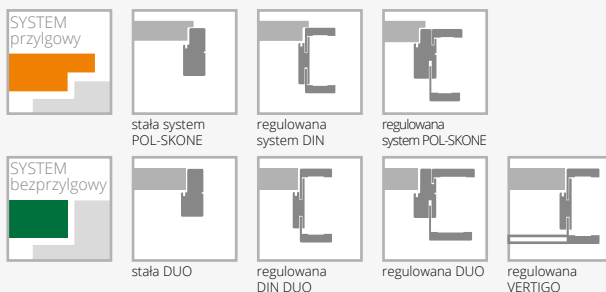 SYSTEM
przylgowy
stała system
POL-SKONE
regulowana
system DIN
regulowana
system POL-SKONE
SYSTEM
bezprzylgowy
stała DUO
regulowana
DIN DUO
regulowana DUO
regulowana
VERTIGO